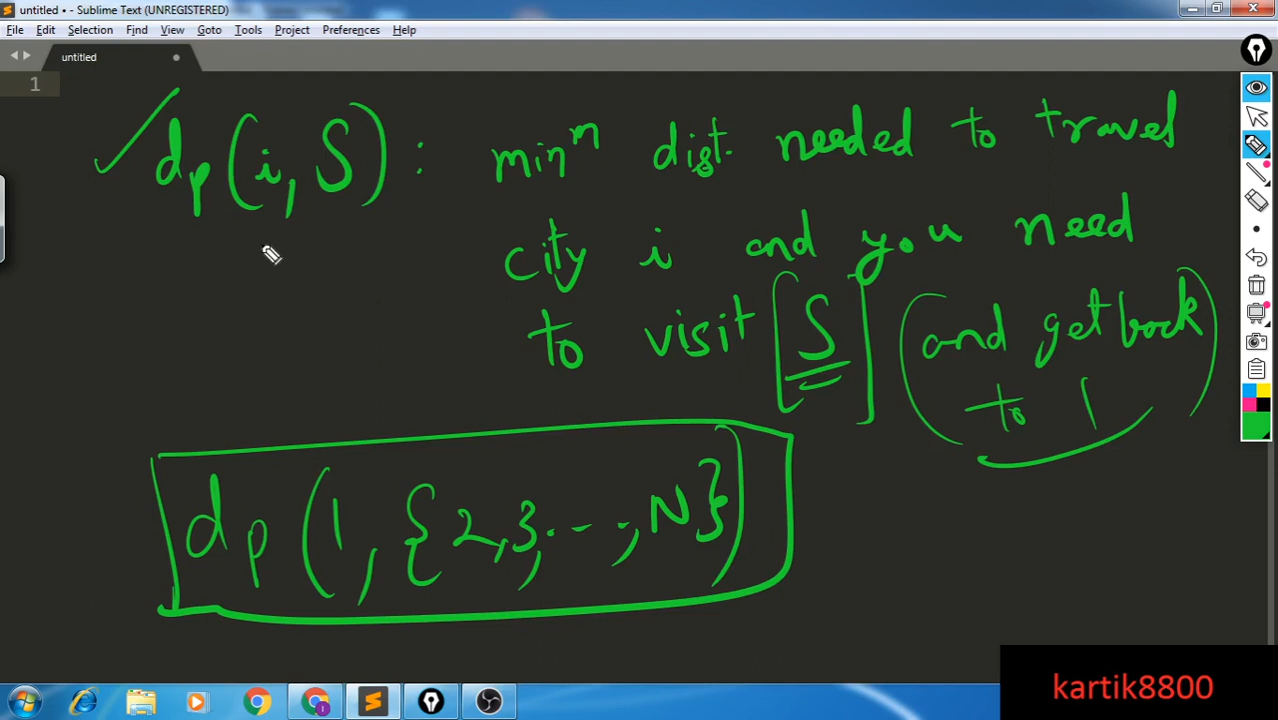 untitled • - Sublime Text (UNREGISTERED)
File Edit Selection Find View Goto Tools Project Preferences Help
untitled
1
dp(i, S) : minᵐ dist. needed to travel
city i and you need
to visit [S] (and get back
to 1)
dp(1, {2,3,--,N})
kartik8800